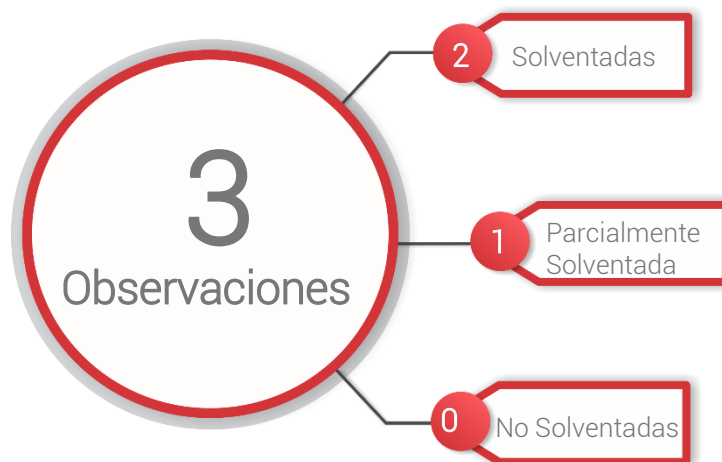 3
Observaciones
2
Solventadas
1
Parcialmente
Solventada
0
No Solventadas